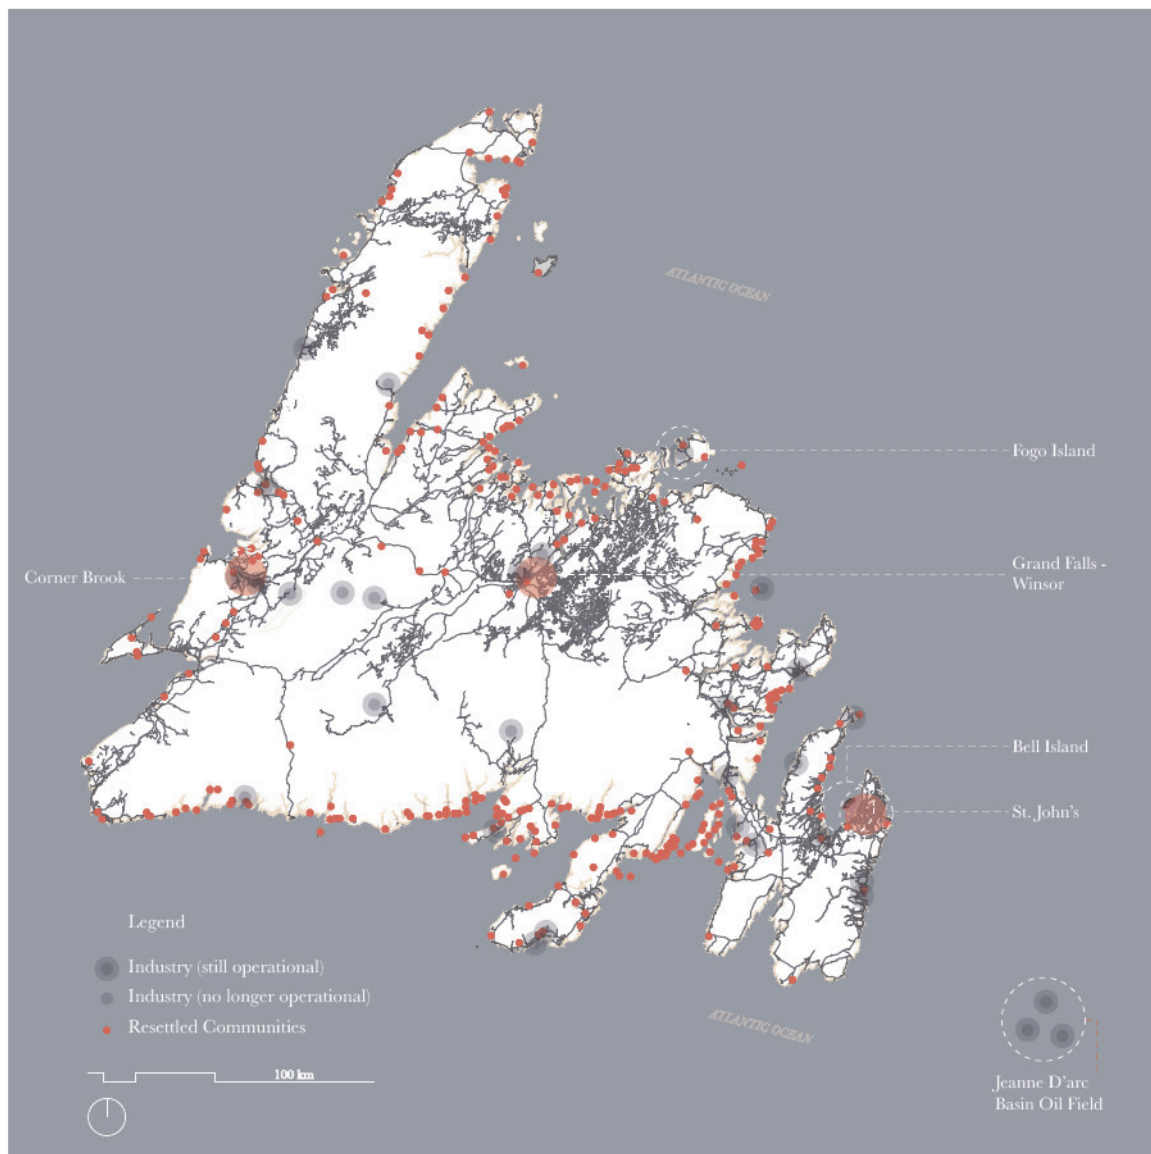 ATLANTIC OCEAN
Fogo Island
Corner Brook
Grand Falls -
Winsor
Bell Island
St. John's
Legend
Industry (still operational)
Industry (no longer operational)
Resettled Communities
100 km
ATLANTIC OCEAN
Jeanne D'arc
Basin Oil Field